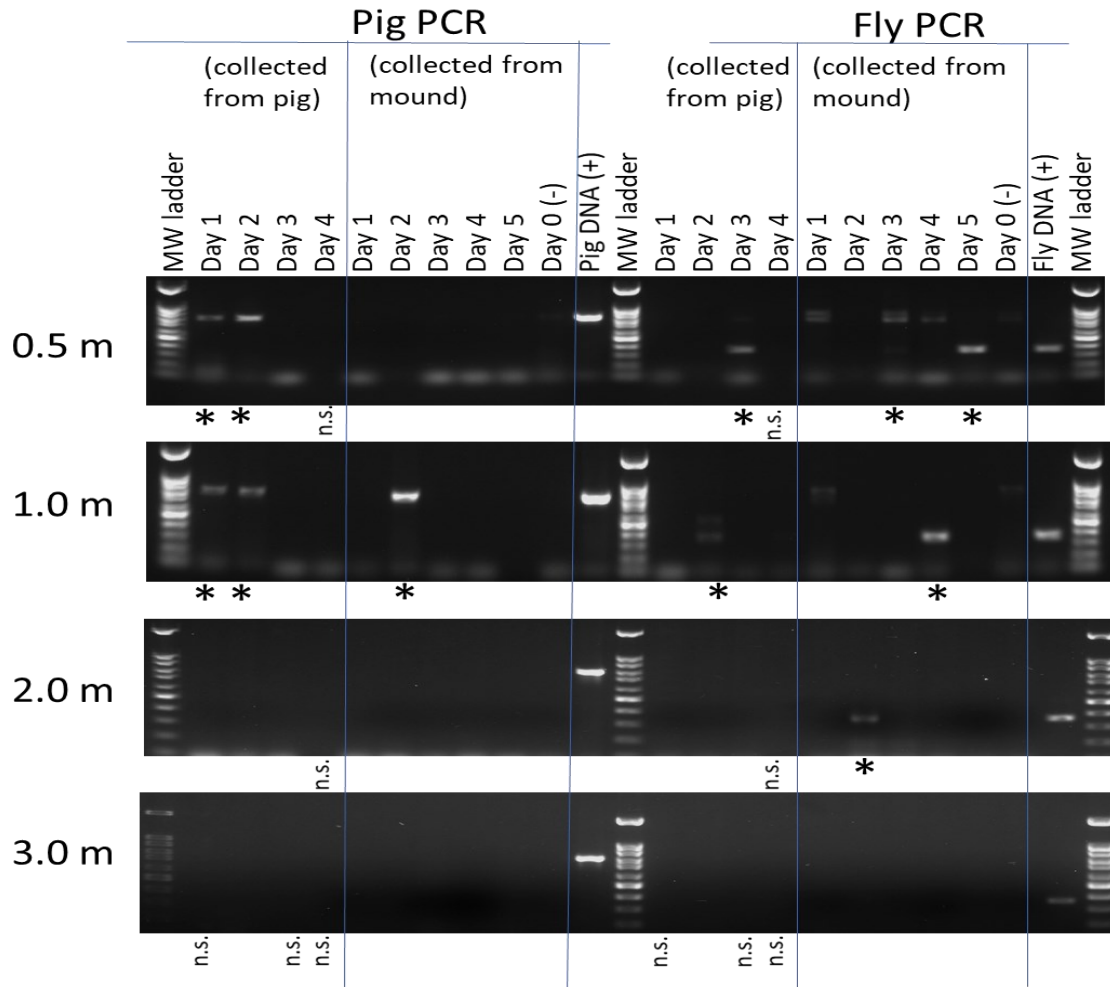 Pig PCR
Fly PCR
(collected
from pig)
(collected from
mound)
(collected
from pig)
(collected from
mound)
MW ladder
Day 1
Day 2
Day 3
Day 4
Day 1
Day 2
Day 3
Day 4
Day 5
Day 0 (-)
Pig DNA (+)
MW ladder
Day 1
Day 2
Day 3
Day 4
Day 1
Day 2
Day 3
Day 4
Day 5
Day 0 (-)
Fly DNA (+)
MW ladder
0.5 m
* * n.s. * n.s. * *
1.0 m
* * * * *
2.0 m
n.s. n.s. *
3.0 m
n.s. n.s. n.s. n.s. n.s. n.s.